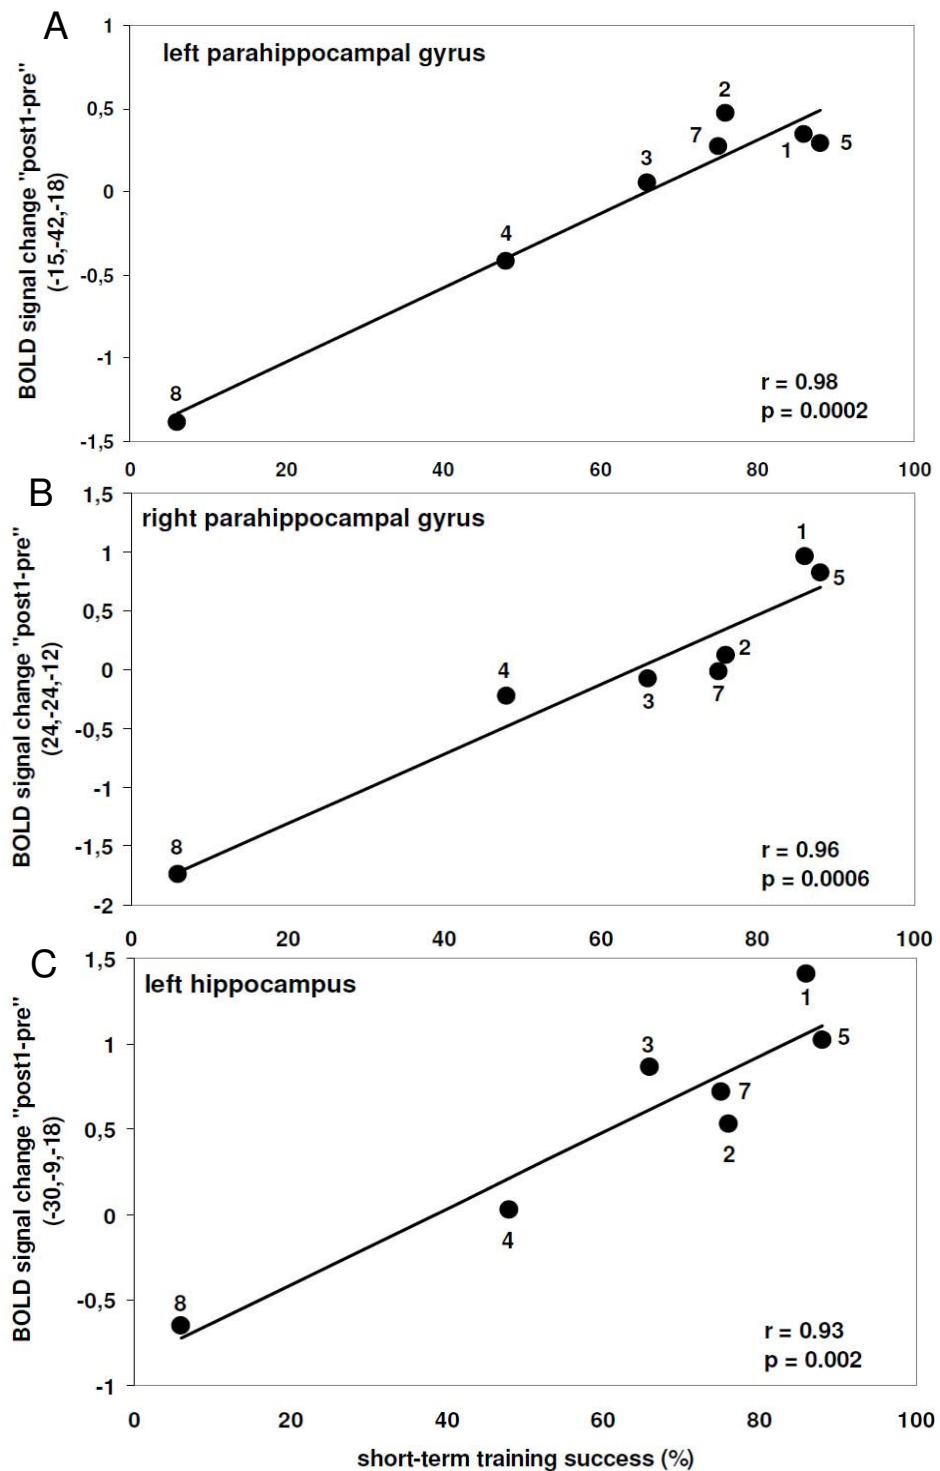 A
left parahippocampal gyrus
BOLD signal change "post1-pre"
(-15,-42,-18)
1
0,5
0
-0,5
-1
-1,5
8
4
3
7
2
1
5
r = 0.98
p = 0.0002
0 20 40 60 80 100
B
right parahippocampal gyrus
BOLD signal change "post1-pre"
(24,-24,-12)
1,5
1
0,5
0
-0,5
-1
-1,5
-2
8
4
3
7
2
1
5
r = 0.96
p = 0.0006
0 20 40 60 80 100
C
left hippocampus
BOLD signal change "post1-pre"
(-30,-9,-18)
1,5
1
0,5
0
-0,5
-1
8
4
3
7
2
1
5
r = 0.93
p = 0.002
0 20 40 60 80 100
short-term training success (%)